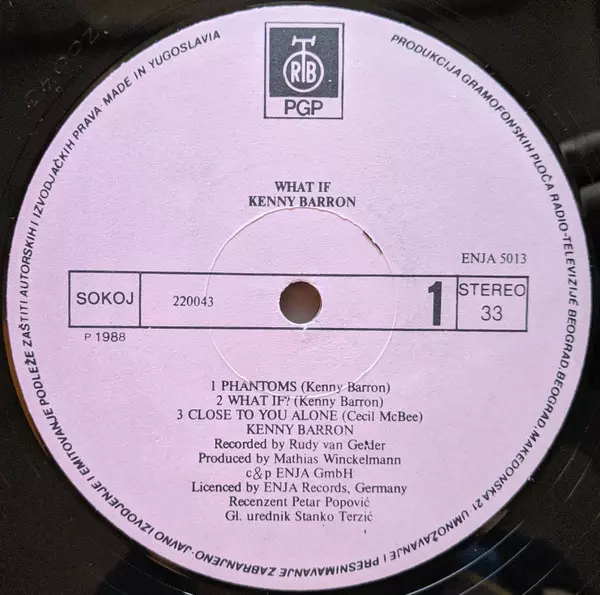 RTB
PGP
WHAT IF
KENNY BARRON
ENJA 5013
SOKOJ
220043
1
STEREO
33
P 1988
1 PHANTOMS (Kenny Barron)
2 WHAT IF? (Kenny Barron)
3 CLOSE TO YOU ALONE (Cecil McBee)
KENNY BARRON
Recorded by Rudy van Gelder
Produced by Mathias Winckelmann
c&p ENJA GmbH
Licenced by ENJA Records, Germany
Recenzent Petar Popović
Gl. urednik Stanko Terzić
PRODUKCIJA GRAMOFONSKIH PLOČA RADIO-TELEVIZIJE BEOGRAD, BEOGRAD, MAKEDONSKA 21 UMNOŽAVANJE I PRESNIMAVANJE ZABRANJENO-JAVNO IZVODJENJE I EMITOVANJE PODLEŽE ZAŠTITI AUTORSKIH I IZVODJAČKIH PRAVA·MADE IN YUGOSLAVIA